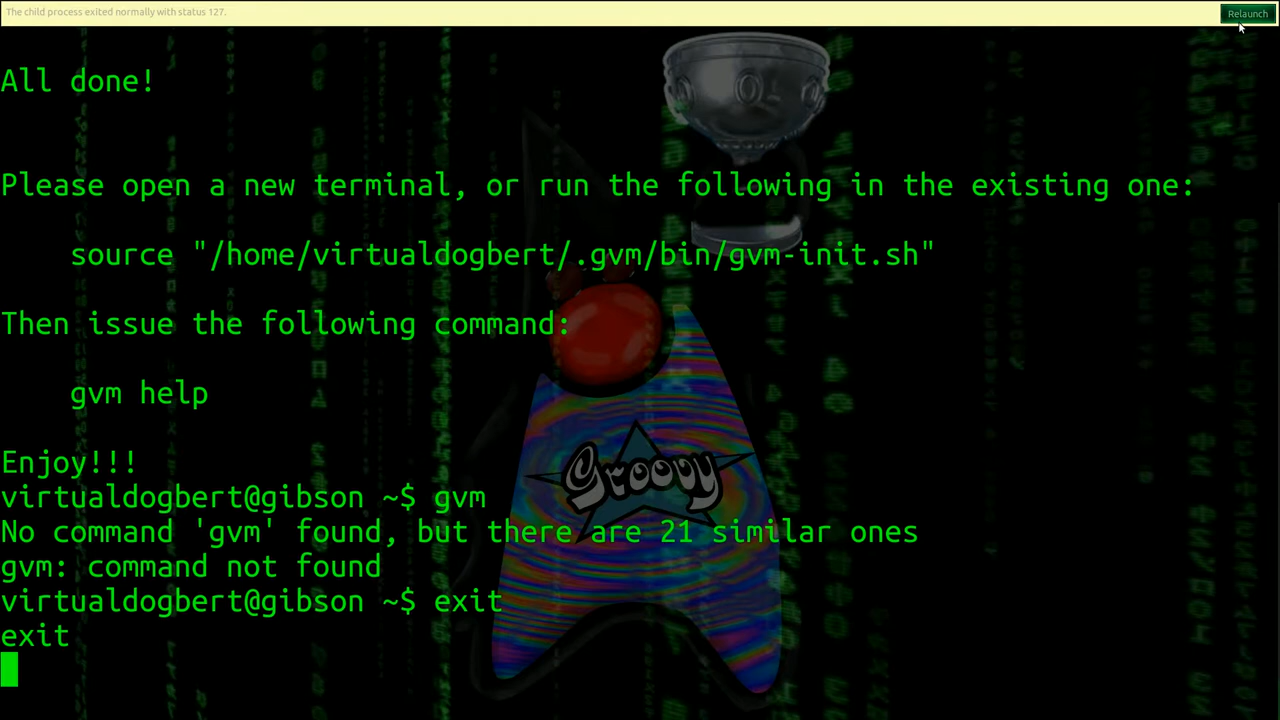 The child process exited normally with status 127.
Relaunch
All done!
Please open a new terminal, or run the following in the existing one:
source "/home/virtualdogbert/.gvm/bin/gvm-init.sh"
Then issue the following command:
gvm help
Enjoy!!!
Groovy
virtualdogbert@gibson ~$ gvm
No command 'gvm' found, but there are 21 similar ones
gvm: command not found
virtualdogbert@gibson ~$ exit
exit